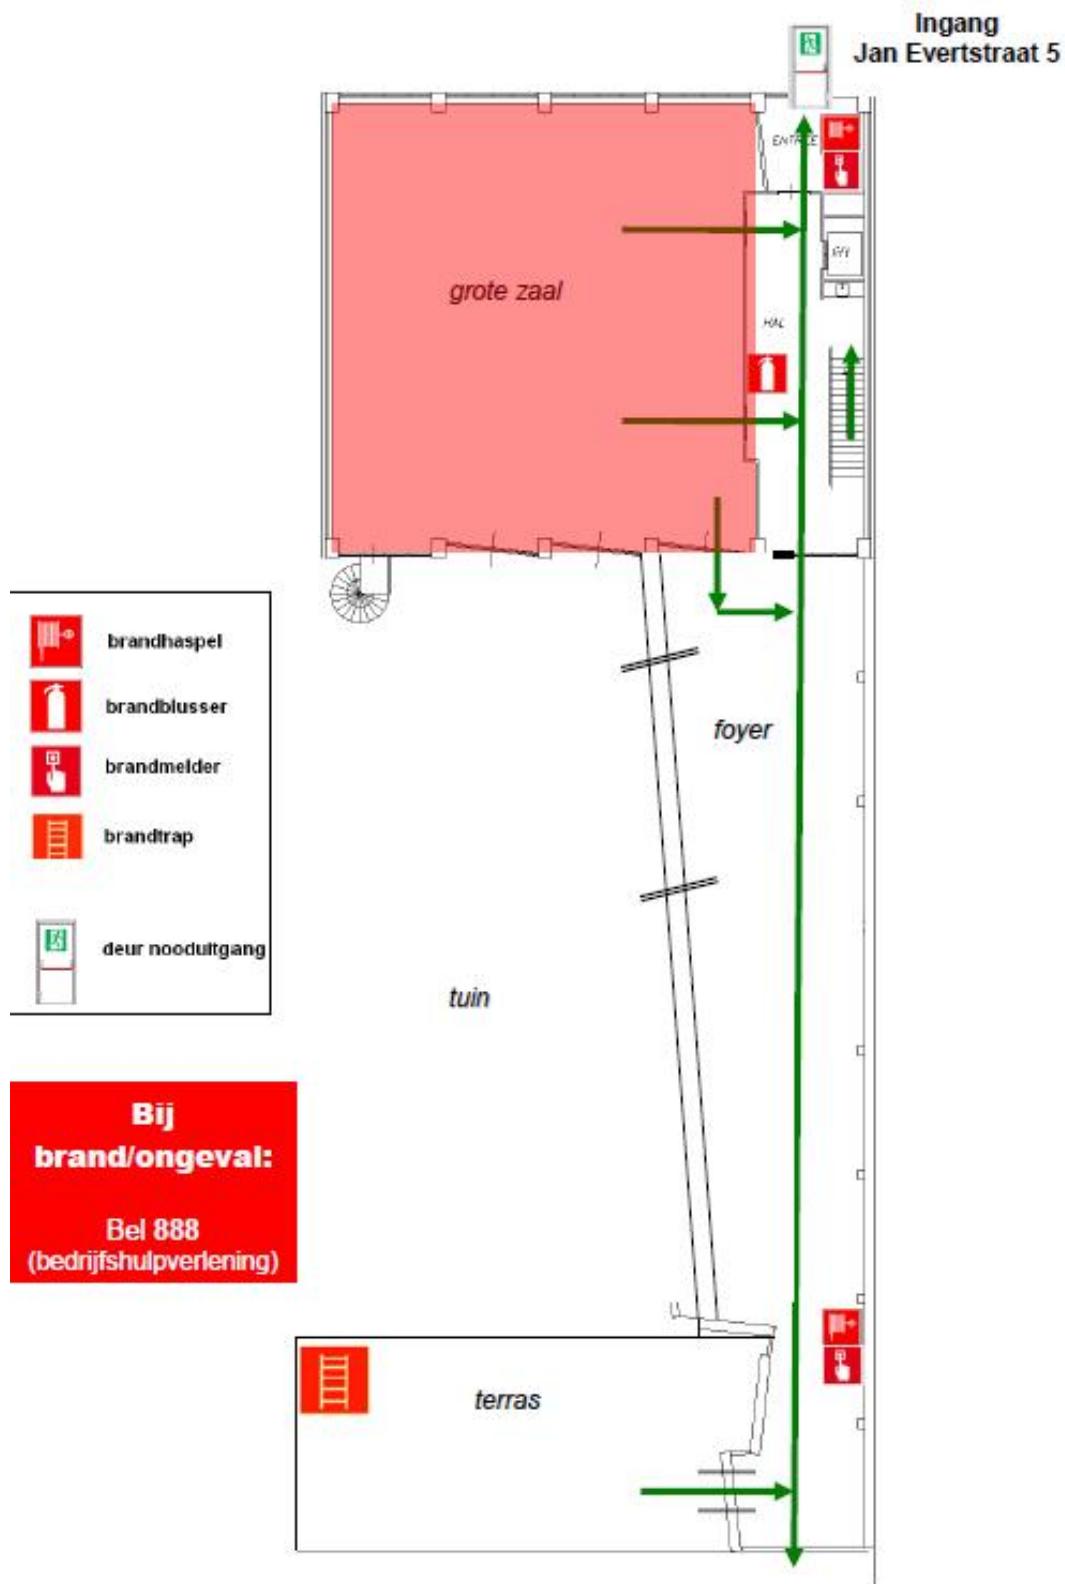 Ingang
Jan Evertstraat 5
ENTREE
grote zaal
lift
HAL
brandhaspel
brandblusser
brandmelder
brandtrap
deur nooduitgang
foyer
tuin
Bij
brand/ongeval:
Bel 888
(bedrijfshulpverlening)
terras